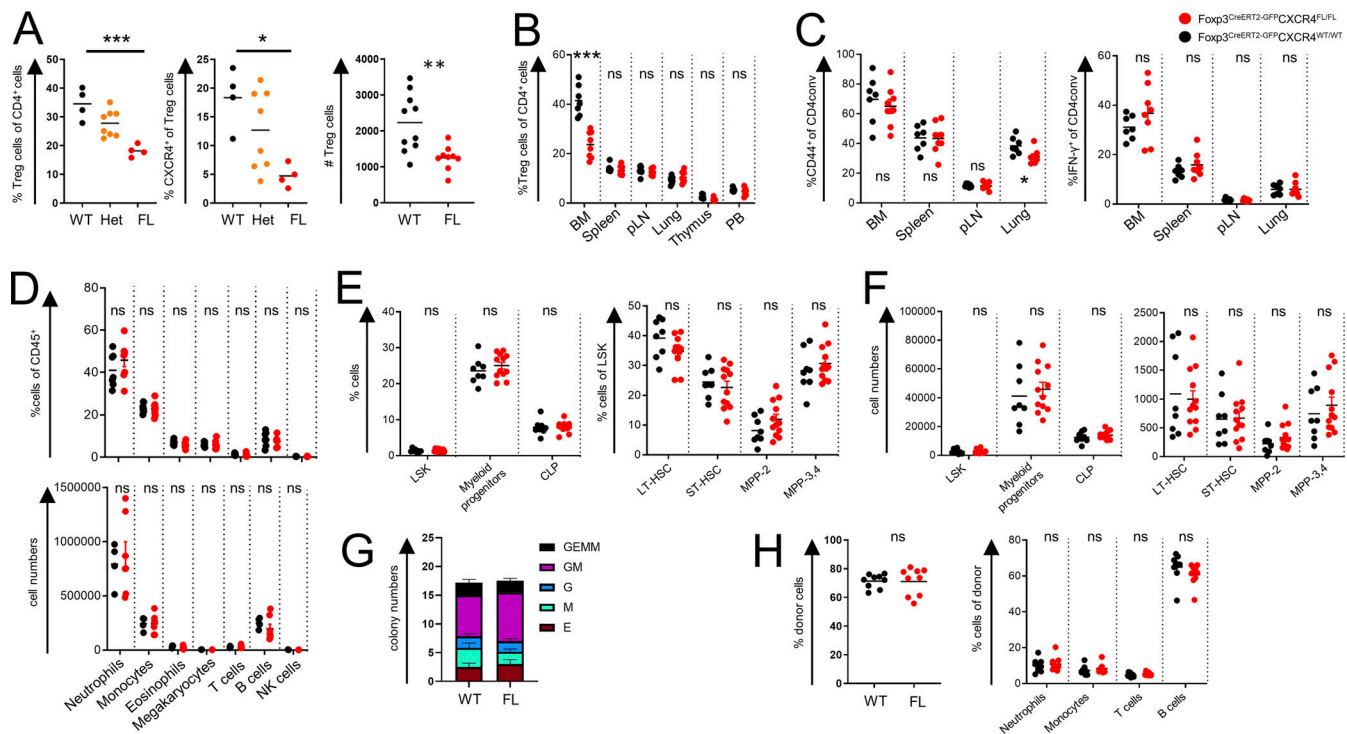 Foxp3CreERT2-GFPCXCR4FL/FL
Foxp3CreERT2-GFPCXCR4WT/WT
A
% Treg cells of CD4+ cells
50
40
30
20
10
0
***
WT Het FL
% CXCR4+ of Treg cells
25
20
15
10
5
0
*
WT Het FL
# Treg cells
4000
3000
2000
1000
0
**
WT FL
B
%Treg cells of CD4+ cells
60
40
20
0
*** ns ns ns ns ns
BM Spleen pLN Lung Thymus PB
C
%CD44+ of CD4conv
100
80
60
40
20
0
ns ns ns *
BM Spleen pLN Lung
%IFN-γ+ of CD4conv
60
40
20
0
ns ns ns ns
BM Spleen pLN Lung
D
%cells of CD45+
80
60
40
20
0
ns ns ns ns ns ns ns
cell numbers
1500000
1000000
500000
0
ns ns ns ns ns ns ns
Neutrophils Monocytes Eosinophils Megakaryocytes T cells B cells NK cells
E
% cells
40
30
20
10
0
ns ns ns
LSK Myeloid progenitors CLP
% cells of LSK
50
40
30
20
10
0
ns ns ns ns
LT-HSC ST-HSC MPP-2 MPP-3,4
F
cell numbers
100000
80000
60000
40000
20000
0
ns ns ns
LSK Myeloid progenitors CLP
2500
2000
1500
1000
500
0
ns ns ns ns
LT-HSC ST-HSC MPP-2 MPP-3,4
G
colony numbers
25
20
15
10
5
0
WT FL
GEMM
GM
G
M
E
H
% donor cells
100
80
60
40
20
0
ns
WT FL
% cells of donor
80
60
40
20
0
ns ns ns ns
Neutrophils Monocytes T cells B cells